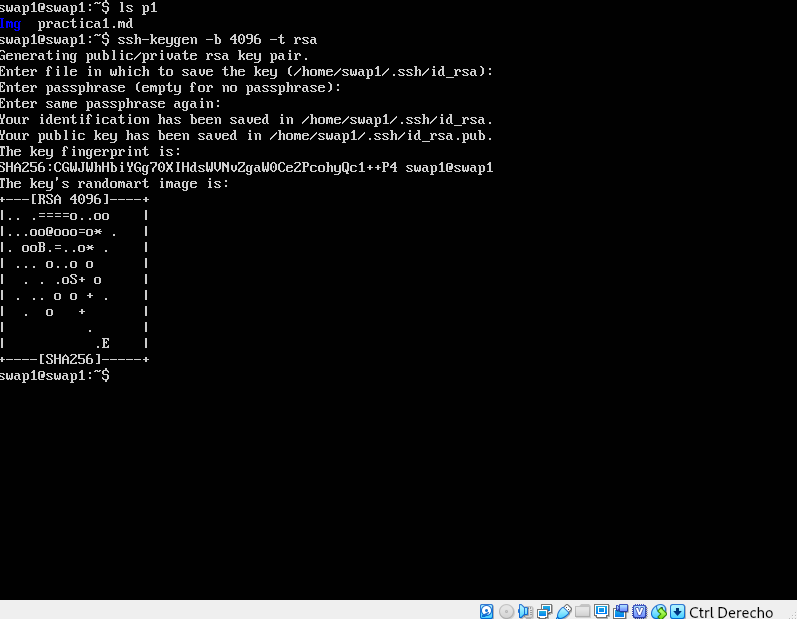 swap1@swap1:~$ ls p1
img  practica1.md
swap1@swap1:~$ ssh-keygen -b 4096 -t rsa
Generating public/private rsa key pair.
Enter file in which to save the key (/home/swap1/.ssh/id_rsa):
Enter passphrase (empty for no passphrase):
Enter same passphrase again:
Your identification has been saved in /home/swap1/.ssh/id_rsa.
Your public key has been saved in /home/swap1/.ssh/id_rsa.pub.
The key fingerprint is:
SHA256:CGWJWhHbiYGg70XIHdsWVNvZgaW0Ce2PcohyQc1++P4 swap1@swap1
The key's randomart image is:
+---[RSA 4096]----+
|.. .====o..oo    |
|...oo@ooo=o* .   |
|. ooB.=..o* .    |
| ... o..o o      |
|  . . .oS+ o     |
| . .. o o + .    |
|  .  o   +       |
|          .      |
|           .E    |
+----[SHA256]-----+
swap1@swap1:~$
Ctrl Derecho